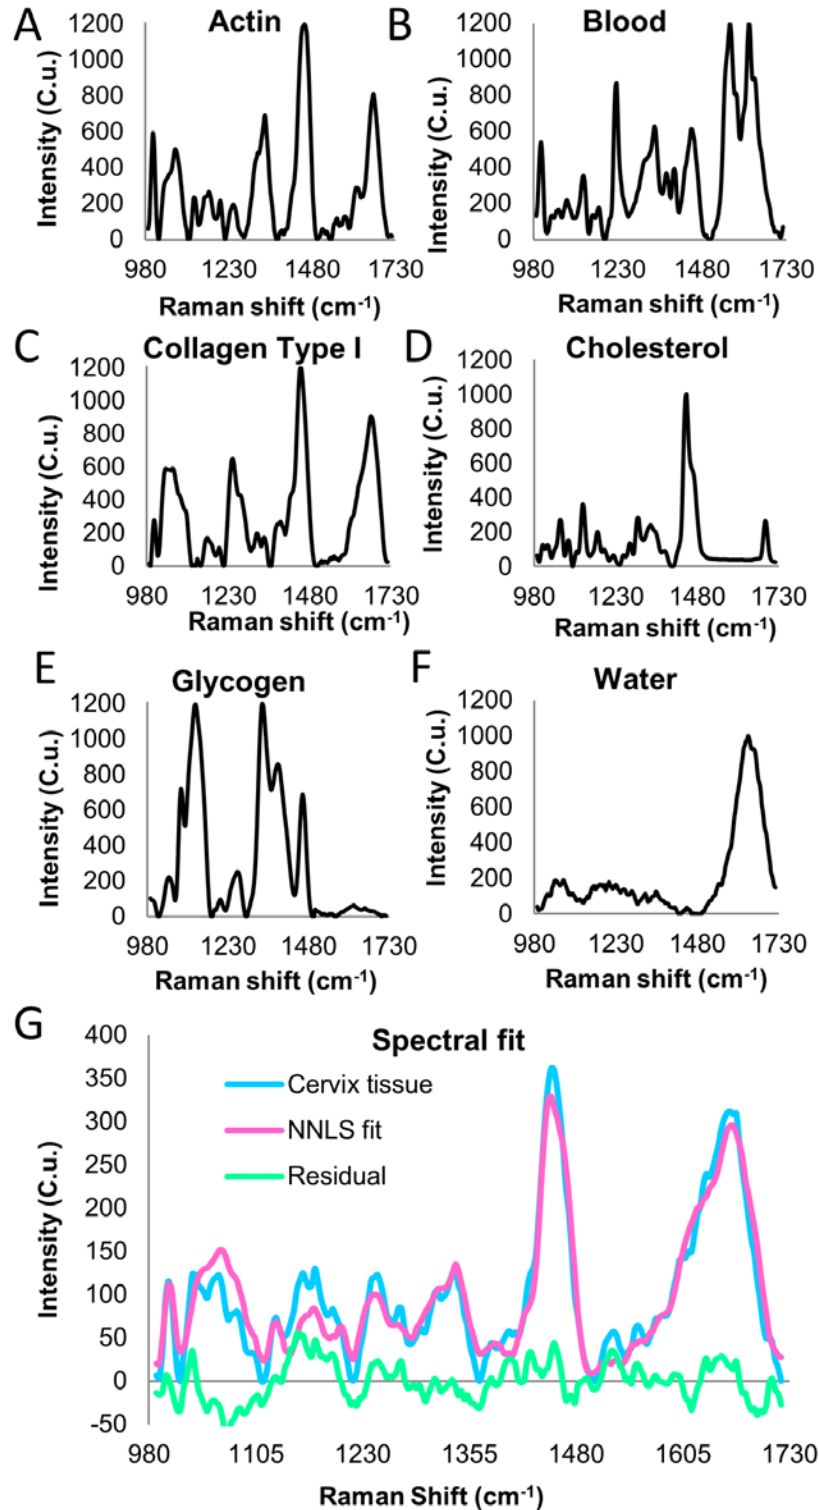 A
Actin
Intensity (C.u.)
1200
1000
800
600
400
200
0
980 1230 1480 1730
Raman shift (cm-1)
B
Blood
Intensity (C.u.)
1200
1000
800
600
400
200
0
980 1230 1480 1730
Raman shift (cm-1)
C
Collagen Type I
Intensity (C.u.)
1200
1000
800
600
400
200
0
980 1230 1480 1730
Raman shift (cm-1)
D
Cholesterol
Intensity (C.u.)
1200
1000
800
600
400
200
0
980 1230 1480 1730
Raman shift (cm-1)
E
Glycogen
Intensity (C.u.)
1200
1000
800
600
400
200
0
980 1230 1480 1730
Raman shift (cm-1)
F
Water
Intensity (C.u.)
1200
1000
800
600
400
200
0
980 1230 1480 1730
Raman shift (cm-1)
G
Spectral fit
Intensity (C.u.)
400
350
300
250
200
150
100
50
0
-50
Cervix tissue
NNLS fit
Residual
980 1105 1230 1355 1480 1605 1730
Raman Shift (cm-1)